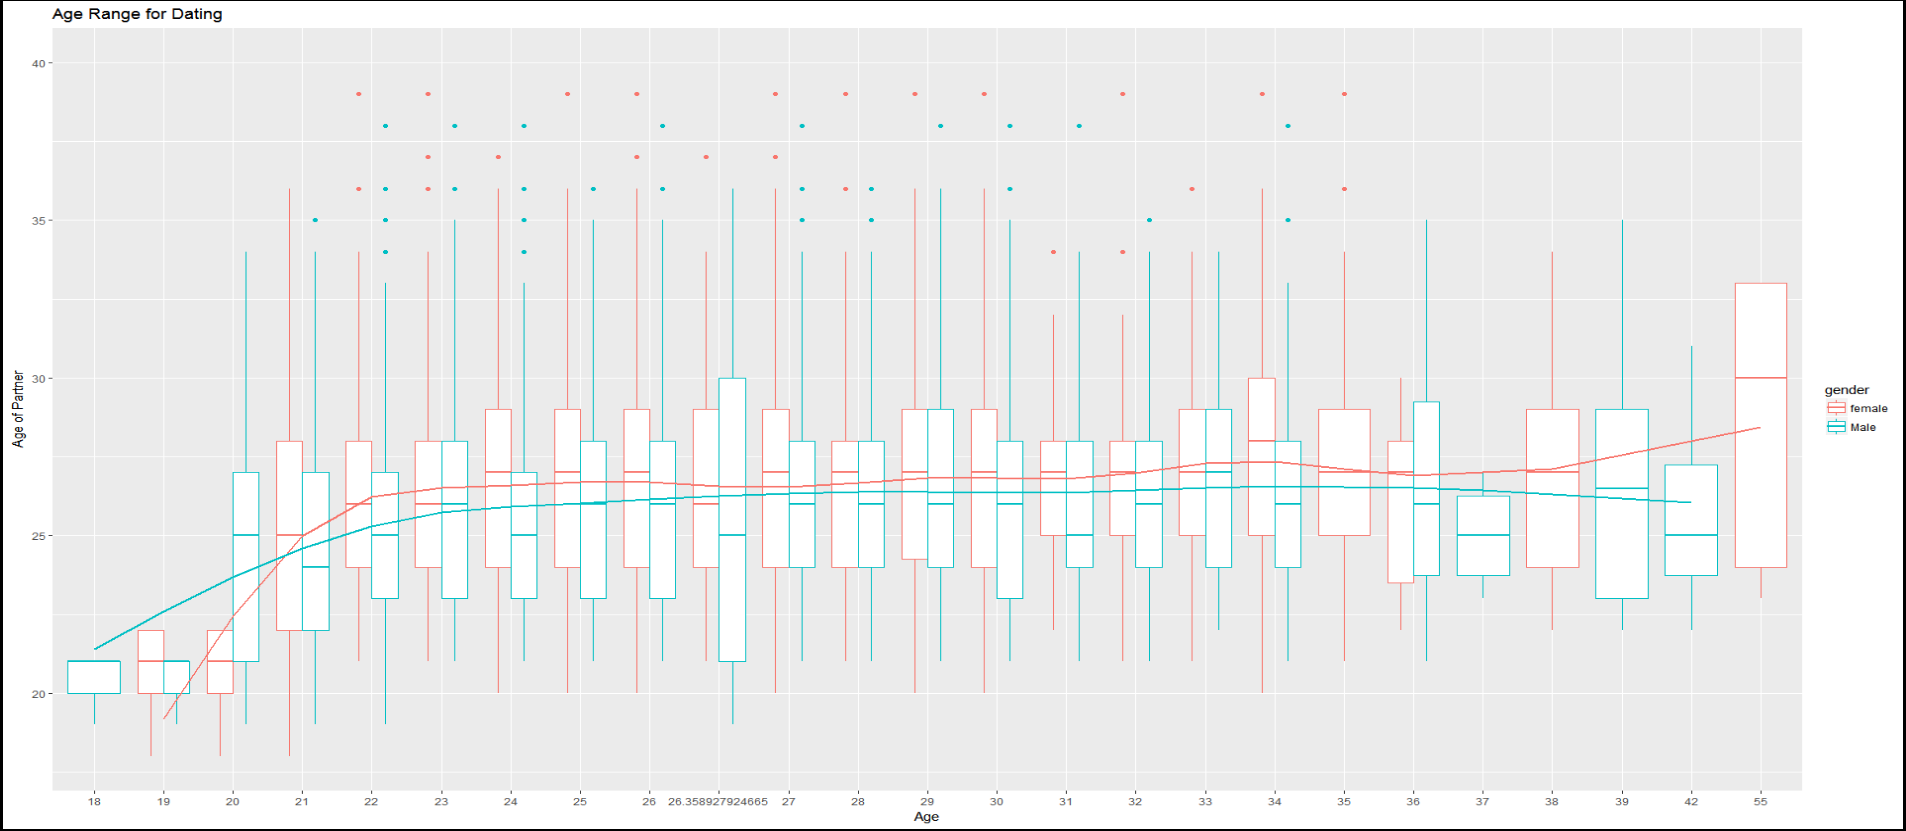 Age Range for Dating
40
35
30
25
20
Age of Partner
18 19 20 21 22 23 24 25 26 26.358927924665 27 28 29 30 31 32 33 34 35 36 37 38 39 42 55
Age
gender
female
Male